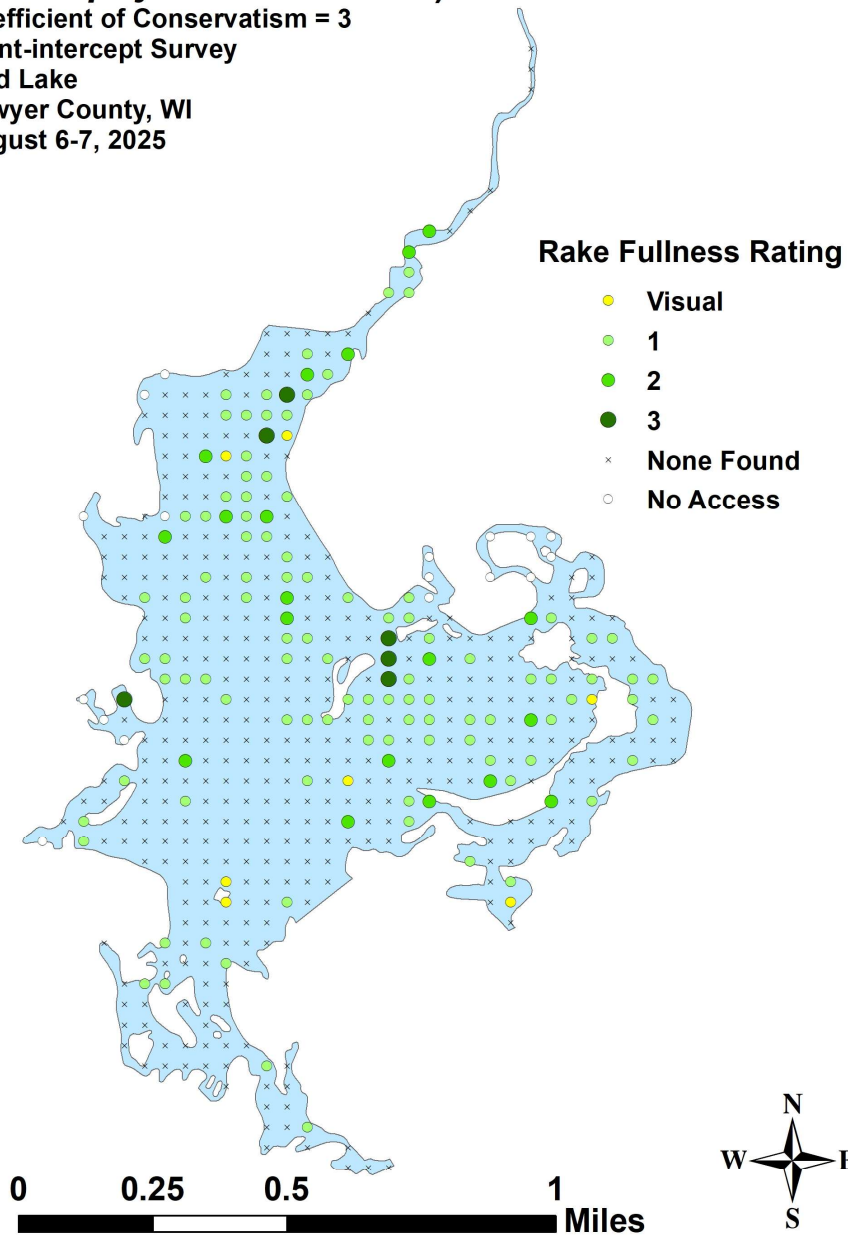 efficient of Conservatism = 3
nt-intercept Survey
d Lake
wyer County, WI
gust 6-7, 2025
Rake Fullness Rating
Visual
1
2
3
None Found
No Access
N
W
S
0 0.25 0.5 1
Miles